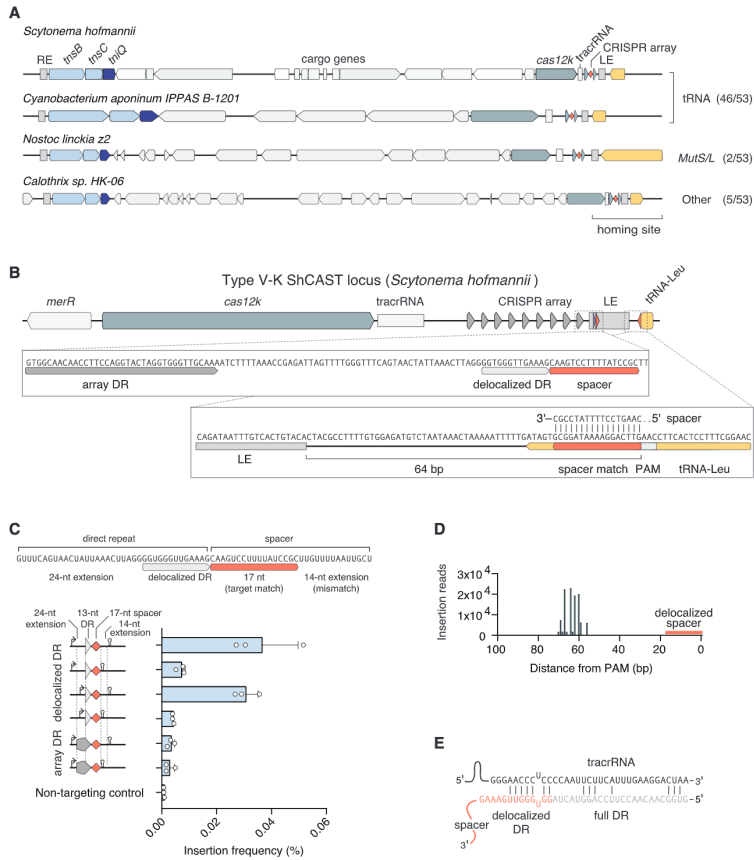 A
Scytonema hofmannii
RE
tnsB
tnsC
tniQ
cargo genes
cas12k
tracrRNA
CRISPR array
LE
tRNA (46/53)
Cyanobacterium aponinum IPPAS B-1201
Nostoc linckia z2
MutS/L (2/53)
Calothrix sp. HK-06
Other (5/53)
homing site
B
Type V-K ShCAST locus (Scytonema hofmannii)
merR
cas12k
tracrRNA
CRISPR array
LE
tRNA-Leu
GTGGCAACAACCTTCCAGGTACTAGGTGGGTTGCAAAATCTTTTAAACCGAGATTAGTTTTGGGTTTCAGTAACTATTAAACTTAGGGGTGGGTTGAAAGCAAGTCCTTTTATCCGCTT
array DR
delocalized DR
spacer
3'–CGCCTATTTTCCTGAAC..5' spacer
CAGATAATTTGTCACTGTACACTACGCCTTTTGTGGAGATGTCTAATAAACTAAAAATTTTTGATAGTGCGGATAAAAGGACTTGAACCTTCACTCCTTTCGGAAC
LE
64 bp
spacer match
PAM
tRNA-Leu
C
direct repeat
spacer
GUUUCAGUAACUAUUAAACUUAGGGGUGGGUUGAAAGCAAGUCCUUUUAUCCGCUUGUUUUAAUUGCU
24-nt extension
delocalized DR
17 nt
(target match)
14-nt extension
(mismatch)
24-nt
extension
13-nt
DR
17-nt spacer
14-nt
extension
delocalized DR
array DR
Non-targeting control
0.00
0.02
0.04
0.06
Insertion frequency (%)
D
Insertion reads
3x10⁴
2x10⁴
1x10⁴
0
delocalized
spacer
100 80 60 40 20 0
Distance from PAM (bp)
E
tracrRNA
5'
GGGAACCCUCCCCAAUUCUUCAUUUGAAGGACUAA–3'
GAAAGUUGGGUGGAUCAUGGACCUUCCAACAACGGUG–5'
spacer
delocalized
DR
full DR
3'